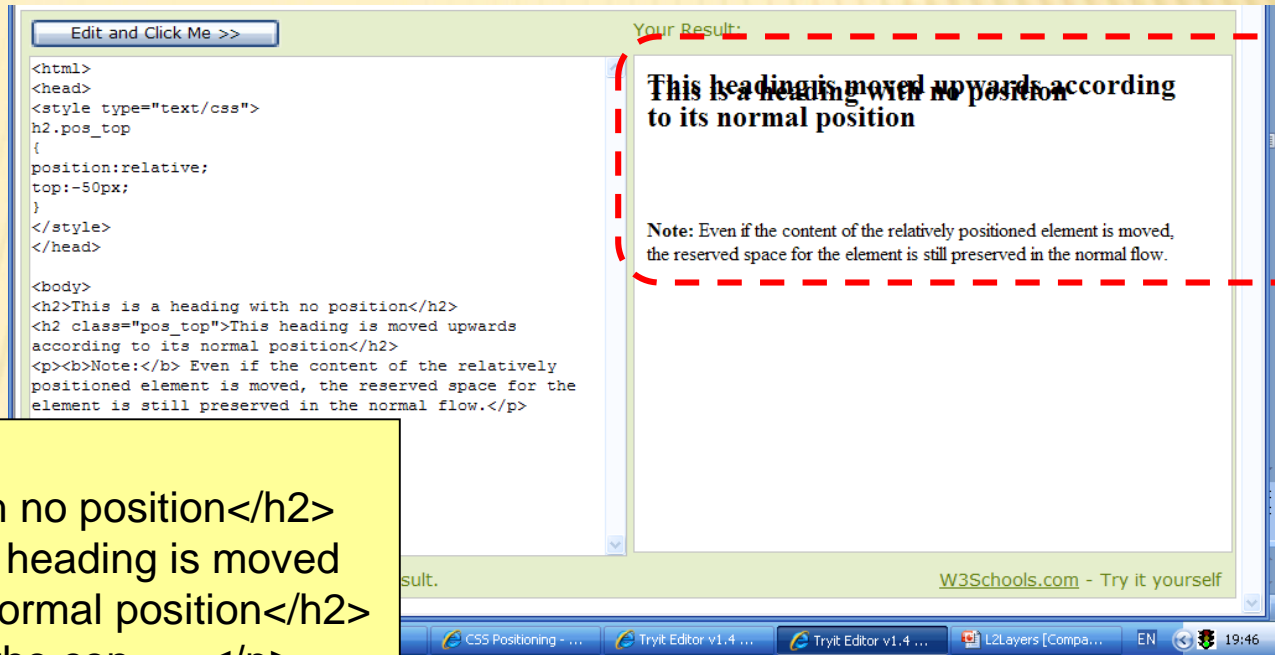 Edit and Click Me >>
Your Result:
<html>
<head>
<style type="text/css">
h2.pos_top
{
position:relative;
top:-50px;
}
</style>
</head>
<body>
<h2>This is a heading with no position</h2>
<h2 class="pos_top">This heading is moved upwards
according to its normal position</h2>
<p><b>Note:</b> Even if the content of the relatively
positioned element is moved, the reserved space for the
element is still preserved in the normal flow.</p>
This heading is moved upwards according
This is a heading with no position
to its normal position
Note: Even if the content of the relatively positioned element is moved,
the reserved space for the element is still preserved in the normal flow.
no position</h2>
heading is moved
ormal position</h2>
sult.
W3Schools.com - Try it yourself
CSS Positioning - ...
Tryit Editor v1.4 ...
Tryit Editor v1.4 ...
L2Layers [Compa...
EN
19:46